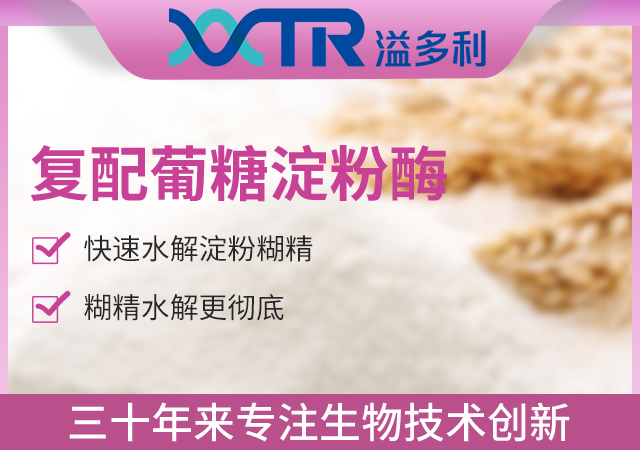 VTR 溢多利
复配葡糖淀粉酶
快速水解淀粉糊精
糊精水解更彻底
三十年来专注生物技术创新